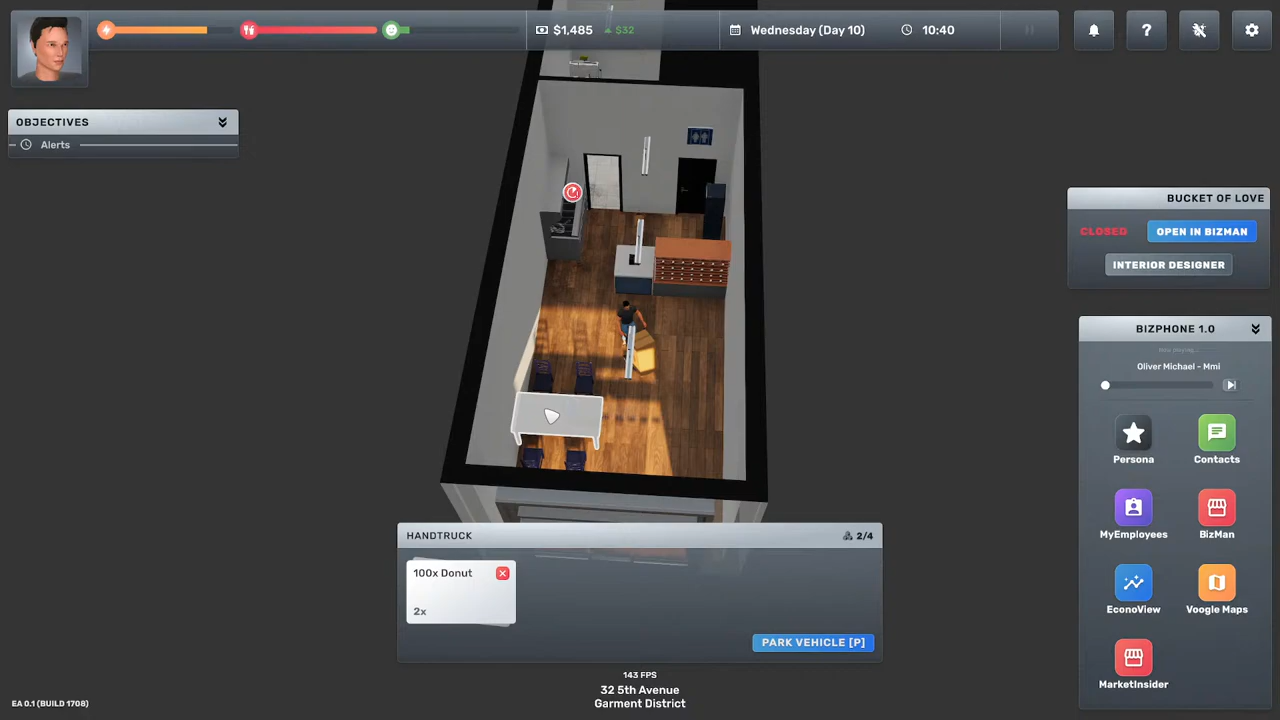 $1,485
$32
Wednesday (Day 10)
10:40
?
OBJECTIVES
Alerts
BUCKET OF LOVE
CLOSED
OPEN IN BIZMAN
INTERIOR DESIGNER
BIZPHONE 1.0
Now playing...
Oliver Michael - Mmi
Persona
Contacts
MyEmployees
BizMan
EconoView
Voogle Maps
MarketInsider
HANDTRUCK
2/4
100x Donut
2x
PARK VEHICLE [P]
143 FPS
32 5th Avenue
Garment District
EA 0.1 (BUILD 1708)